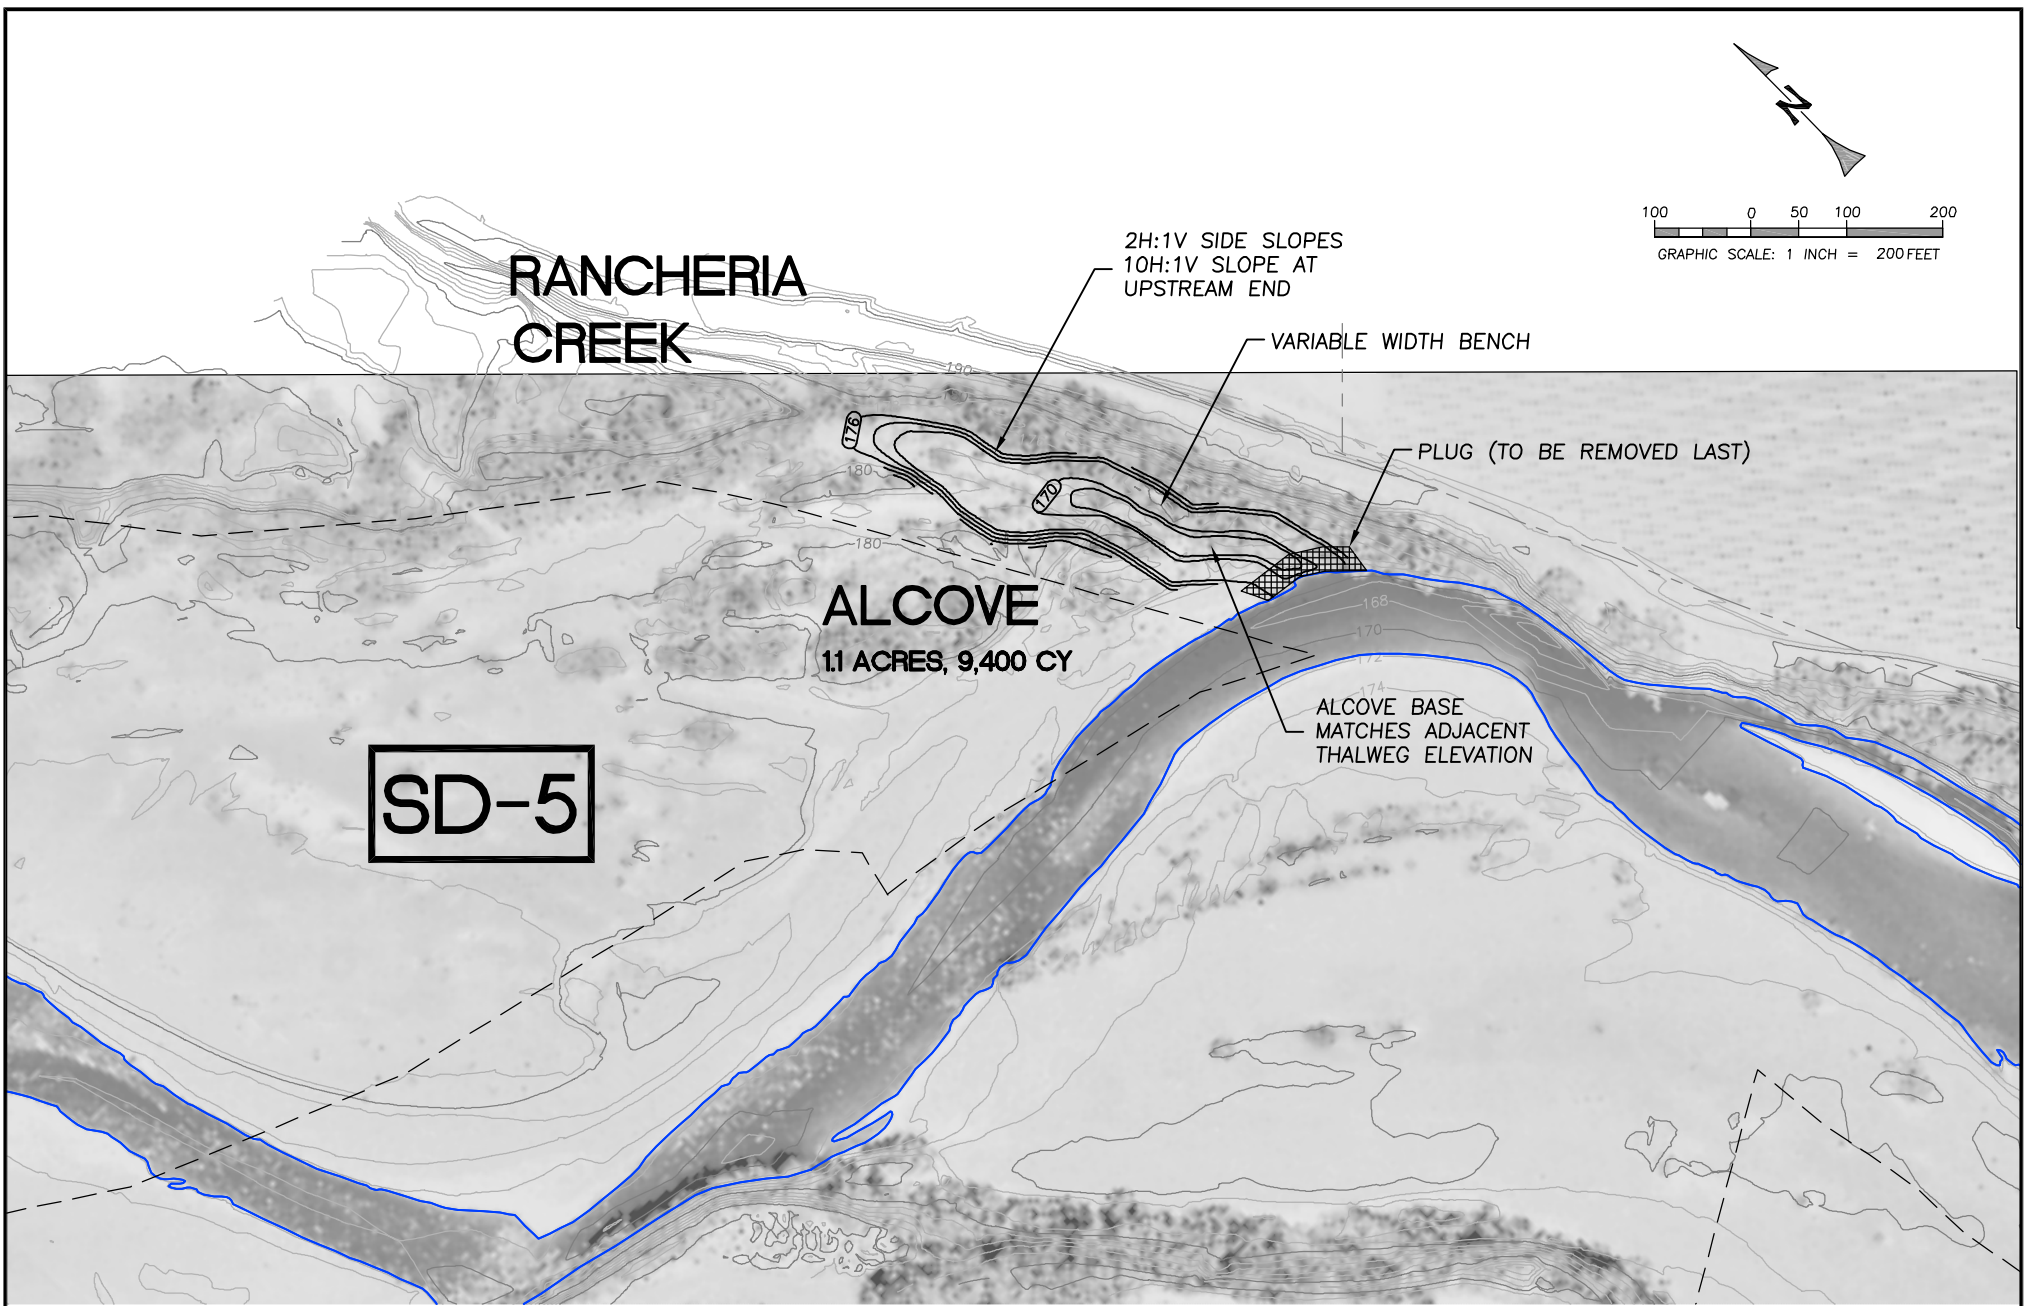 N
100 0 50 100 200
GRAPHIC SCALE: 1 INCH = 200 FEET
2H:1V SIDE SLOPES
10H:1V SLOPE AT
UPSTREAM END
RANCHERIA
CREEK
VARIABLE WIDTH BENCH
190
176
PLUG (TO BE REMOVED LAST)
180
170
180
ALCOVE
1.1 ACRES, 9,400 CY
168
170
172
174
ALCOVE BASE
MATCHES ADJACENT
THALWEG ELEVATION
SD-5